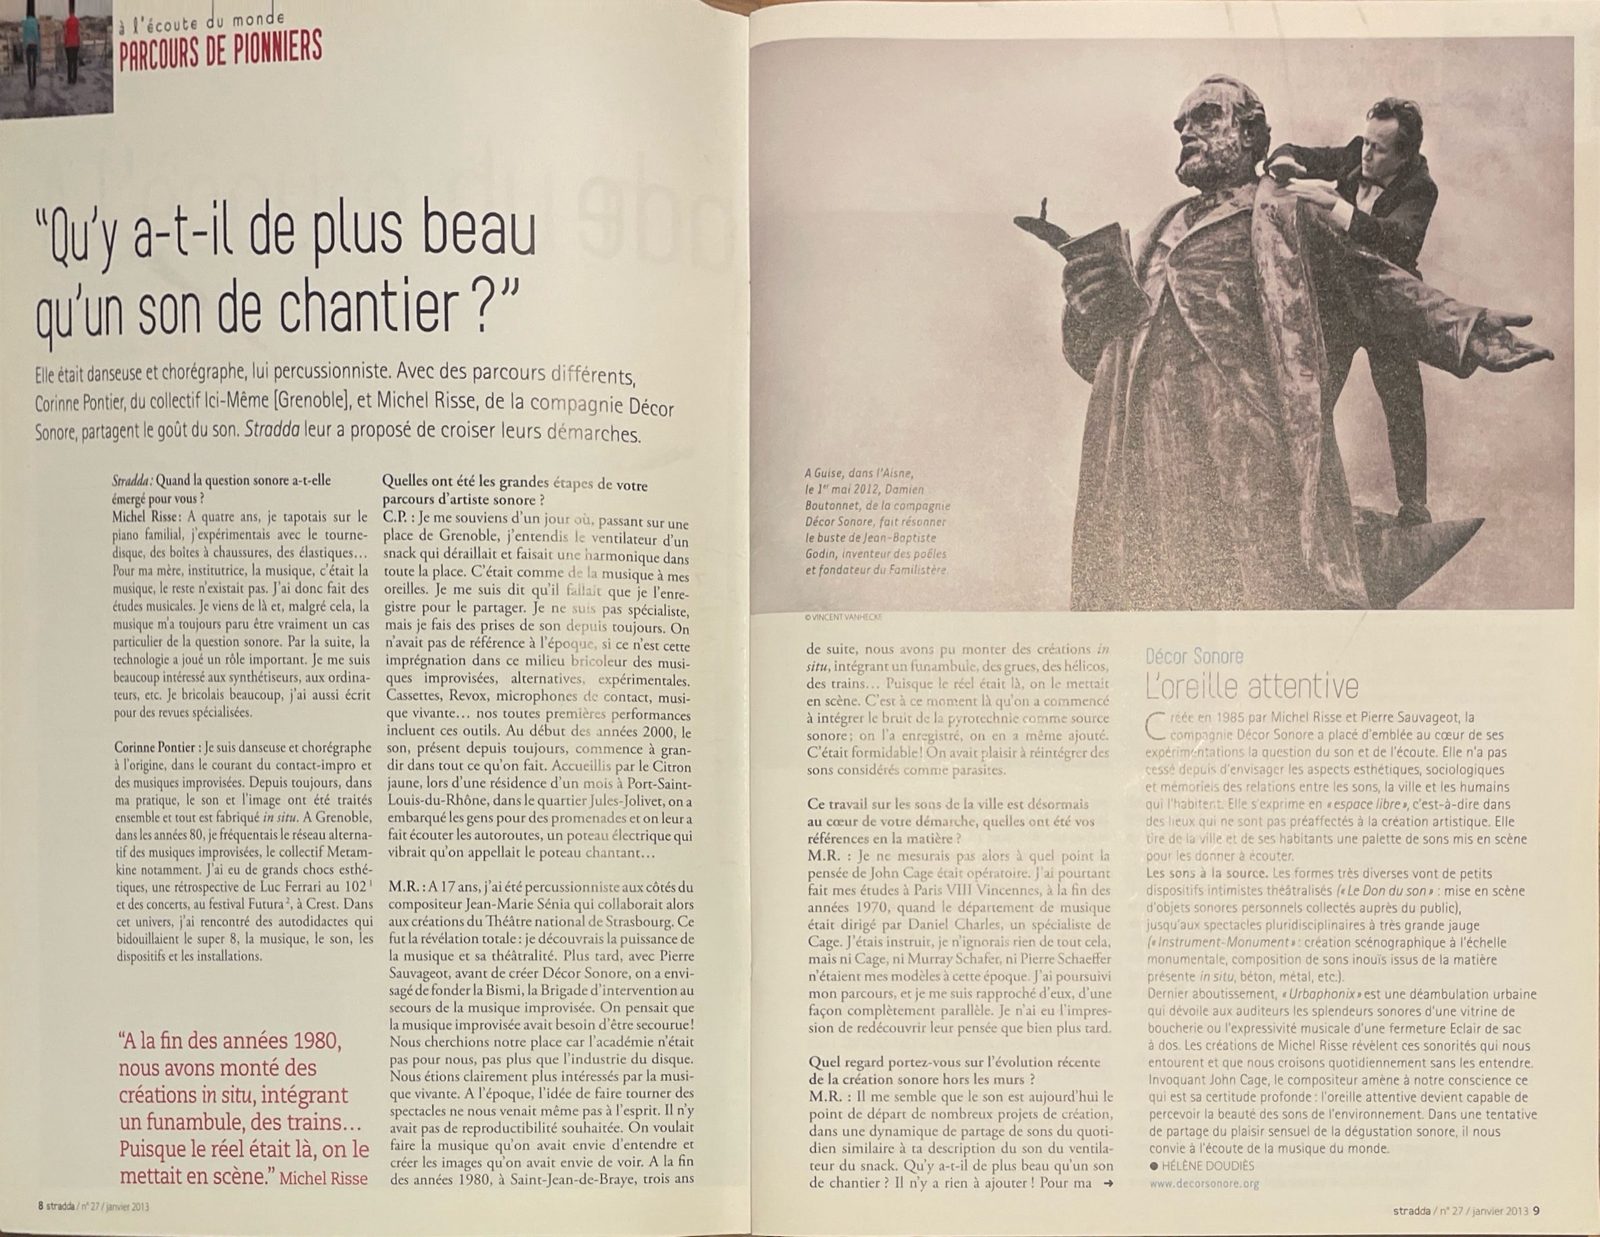 à l'écoute du monde
PARCOURS DE PIONNIERS
“Qu'y a-t-il de plus beau
qu'un son de chantier ?”
Elle était danseuse et chorégraphe, lui percussionniste. Avec des parcours différents,
Corinne Pontier, du collectif Ici-Même [Grenoble], et Michel Risse, de la compagnie Décor
Sonore, partagent le goût du son. Stradda leur a proposé de croiser leurs démarches.
Stradda : Quand la question sonore a-t-elle
émergé pour vous ?
Michel Risse : A quatre ans, je tapotais sur le
piano familial, j'expérimentais avec le tourne-
disque, des boîtes à chaussures, des élastiques…
Pour ma mère, institutrice, la musique, c'était la
musique, le reste n'existait pas. J'ai donc fait des
études musicales. Je viens de là et, malgré cela, la
musique m'a toujours paru être vraiment un cas
particulier de la question sonore. Par la suite, la
technologie a joué un rôle important. Je me suis
beaucoup intéressé aux synthétiseurs, aux ordina-
teurs, etc. Je bricolais beaucoup, j'ai aussi écrit
pour des revues spécialisées.
Corinne Pontier : Je suis danseuse et chorégraphe
à l'origine, dans le courant du contact-impro et
des musiques improvisées. Depuis toujours, dans
ma pratique, le son et l'image ont été traités
ensemble et tout est fabriqué in situ. A Grenoble,
dans les années 80, je fréquentais le réseau alterna-
tif des musiques improvisées, le collectif Metam-
kine notamment. J'ai eu de grands chocs esthé-
tiques, une rétrospective de Luc Ferrari au 102¹
et des concerts, au festival Futura², à Crest. Dans
cet univers, j'ai rencontré des autodidactes qui
bidouillaient le super 8, la musique, le son, les
dispositifs et les installations.
“A la fin des années 1980,
nous avons monté des
créations in situ, intégrant
un funambule, des trains…
Puisque le réel était là, on le
mettait en scène.” Michel Risse
Quelles ont été les grandes étapes de votre
parcours d'artiste sonore ?
C.P. : Je me souviens d'un jour où, passant sur une
place de Grenoble, j'entendis le ventilateur d'un
snack qui déraillait et faisait une harmonique dans
toute la place. C'était comme de la musique à mes
oreilles. Je me suis dit qu'il fallait que je l'enre-
gistre pour le partager. Je ne suis pas spécialiste,
mais je fais des prises de son depuis toujours. On
n'avait pas de référence à l'époque, si ce n'est cette
imprégnation dans ce milieu bricoleur des musi-
ques improvisées, alternatives, expérimentales.
Cassettes, Revox, microphones de contact, musi-
que vivante… nos toutes premières performances
incluent ces outils. Au début des années 2000, le
son, présent depuis toujours, commence à gran-
dir dans tout ce qu'on fait. Accueillis par le Citron
jaune, lors d'une résidence d'un mois à Port-Saint-
Louis-du-Rhône, dans le quartier Jules-Jolivet, on a
embarqué les gens pour des promenades et on leur a
fait écouter les autoroutes, un poteau électrique qui
vibrait qu'on appellait le poteau chantant…
M.R. : A 17 ans, j'ai été percussionniste aux côtés du
compositeur Jean-Marie Sénia qui collaborait alors
aux créations du Théâtre national de Strasbourg. Ce
fut la révélation totale : je découvrais la puissance de
la musique et sa théâtralité. Plus tard, avec Pierre
Sauvageot, avant de créer Décor Sonore, on a envi-
sagé de fonder la Bismi, la Brigade d'intervention au
secours de la musique improvisée. On pensait que
la musique improvisée avait besoin d'être secourue !
Nous cherchions notre place car l'académie n'était
pas pour nous, pas plus que l'industrie du disque.
Nous étions clairement plus intéressés par la musi-
que vivante. A l'époque, l'idée de faire tourner des
spectacles ne nous venait même pas à l'esprit. Il n'y
avait pas de reproductibilité souhaitée. On voulait
faire la musique qu'on avait envie d'entendre et
créer les images qu'on avait envie de voir. A la fin
des années 1980, à Saint-Jean-de-Braye, trois ans
8 stradda / n° 27 / janvier 2013
A Guise, dans l'Aisne,
le 1er mai 2012, Damien
Boutonnet, de la compagnie
Décor Sonore, fait résonner
le buste de Jean-Baptiste
Godin, inventeur des poêles
et fondateur du Familistère.
© VINCENT VANHECKE
de suite, nous avons pu monter des créations in
situ, intégrant un funambule, des grues, des hélicos,
des trains… Puisque le réel était là, on le mettait
en scène. C'est à ce moment là qu'on a commencé
à intégrer le bruit de la pyrotechnie comme source
sonore ; on l'a enregistré, on en a même ajouté.
C'était formidable ! On avait plaisir à réintégrer des
sons considérés comme parasites.
Ce travail sur les sons de la ville est désormais
au cœur de votre démarche, quelles ont été vos
références en la matière ?
M.R. : Je ne mesurais pas alors à quel point la
pensée de John Cage était opératoire. J'ai pourtant
fait mes études à Paris VIII Vincennes, à la fin des
années 1970, quand le département de musique
était dirigé par Daniel Charles, un spécialiste de
Cage. J'étais instruit, je n'ignorais rien de tout cela,
mais ni Cage, ni Murray Schafer, ni Pierre Schaeffer
n'étaient mes modèles à cette époque. J'ai poursuivi
mon parcours, et je me suis rapproché d'eux, d'une
façon complètement parallèle. Je n'ai eu l'impres-
sion de redécouvrir leur pensée que bien plus tard.
Quel regard portez-vous sur l'évolution récente
de la création sonore hors les murs ?
M.R. : Il me semble que le son est aujourd'hui le
point de départ de nombreux projets de création,
dans une dynamique de partage de sons du quoti-
dien similaire à ta description du son du ventila-
teur du snack. Qu'y a-t-il de plus beau qu'un son
de chantier ? Il n'y a rien à ajouter ! Pour ma ➔
Décor Sonore
L'oreille attentive
Créée en 1985 par Michel Risse et Pierre Sauvageot, la
compagnie Décor Sonore a placé d'emblée au cœur de ses
expérimentations la question du son et de l'écoute. Elle n'a pas
cessé depuis d'envisager les aspects esthétiques, sociologiques
et mémoriels des relations entre les sons, la ville et les humains
qui l'habitent. Elle s'exprime en « espace libre », c'est-à-dire dans
des lieux qui ne sont pas préaffectés à la création artistique. Elle
tire de la ville et de ses habitants une palette de sons mis en scène
pour les donner à écouter.
Les sons à la source. Les formes très diverses vont de petits
dispositifs intimistes théâtralisés (« Le Don du son » : mise en scène
d'objets sonores personnels collectés auprès du public),
jusqu'aux spectacles pluridisciplinaires à très grande jauge
(« Instrument-Monument » : création scénographique à l'échelle
monumentale, composition de sons inouïs issus de la matière
présente in situ, béton, métal, etc.).
Dernier aboutissement, « Urbaphonix » est une déambulation urbaine
qui dévoile aux auditeurs les splendeurs sonores d'une vitrine de
boucherie ou l'expressivité musicale d'une fermeture Eclair de sac
à dos. Les créations de Michel Risse révèlent ces sonorités qui nous
entourent et que nous croisons quotidiennement sans les entendre.
Invoquant John Cage, le compositeur amène à notre conscience ce
qui est sa certitude profonde : l'oreille attentive devient capable de
percevoir la beauté des sons de l'environnement. Dans une tentative
de partage du plaisir sensuel de la dégustation sonore, il nous
convie à l'écoute de la musique du monde.
● HÉLÈNE DOUDIÈS
www.decorsonore.org
stradda / n° 27 / janvier 2013 9